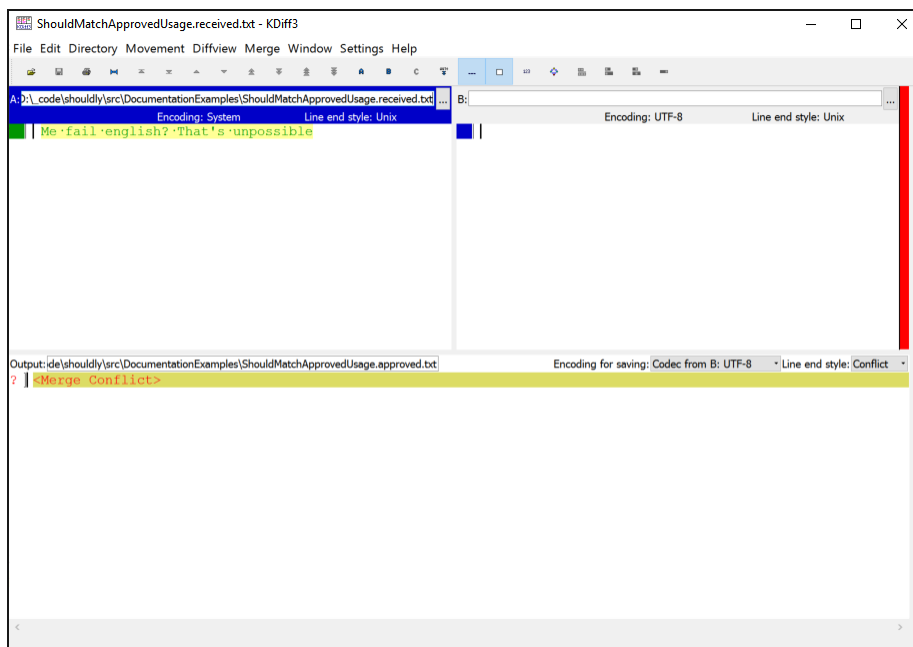 ShouldMatchApprovedUsage.received.txt - KDiff3
File Edit Directory Movement Diffview Merge Window Settings Help
A B C
A: D:\_code\shouldly\src\DocumentationExamples\ShouldMatchApprovedUsage.received.txt ... B: ...
Encoding: System Line end style: Unix Encoding: UTF-8 Line end style: Unix
Me·fail·english?·That's·unpossible
Output: de\shouldly\src\DocumentationExamples\ShouldMatchApprovedUsage.approved.txt Encoding for saving: Codec from B: UTF-8 Line end style: Conflict
? <Merge Conflict>